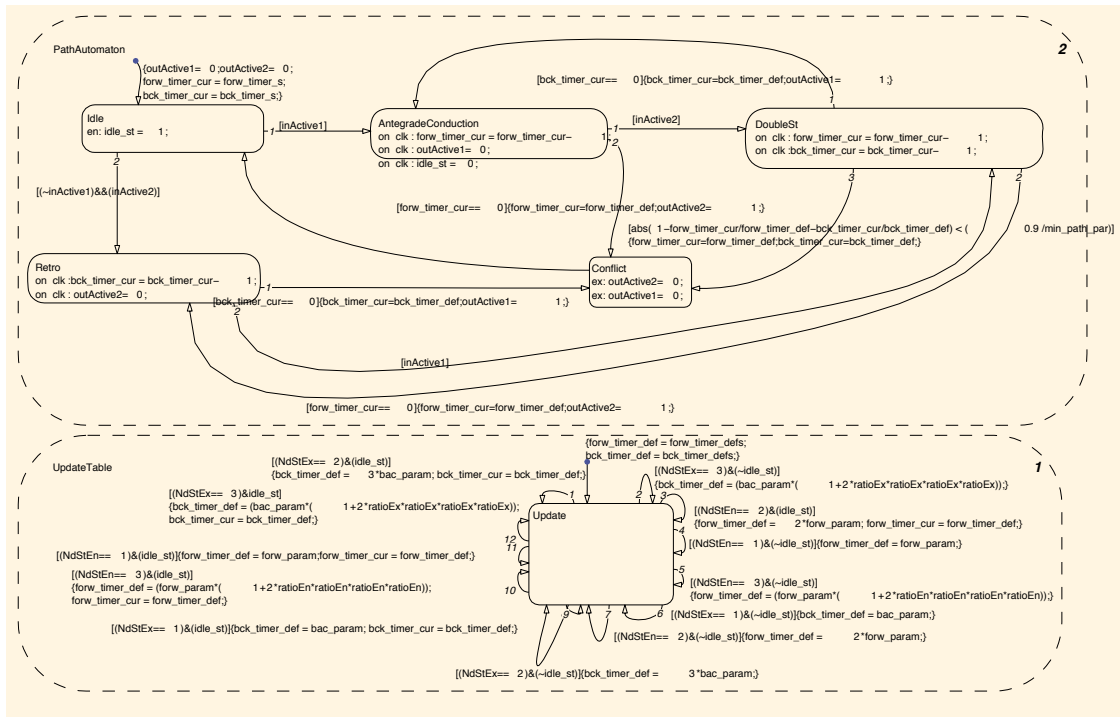 PathAutomaton
2
{outActive1= 0;outActive2= 0;
forw_timer_cur = forw_timer_s;
bck_timer_cur = bck_timer_s;}
[bck_timer_cur== 0]{bck_timer_cur=bck_timer_def;outActive1= 1;}
1
Idle
en: idle_st = 1;
1
[inActive1]
2
AntegradeConduction
on clk : forw_timer_cur = forw_timer_cur- 1;
on clk : outActive1= 0;
on clk : idle_st = 0;
1
[inActive2]
2
DoubleSt
on clk : forw_timer_cur = forw_timer_cur- 1;
on clk :bck_timer_cur = bck_timer_cur- 1;
3
2
[(~inActive1)&&(inActive2)]
[forw_timer_cur== 0]{forw_timer_cur=forw_timer_def;outActive2= 1;}
[abs( 1-forw_timer_cur/forw_timer_def-bck_timer_cur/bck_timer_def) < ( 0.9 /min_path_par)]
{forw_timer_cur=forw_timer_def;bck_timer_cur=bck_timer_def;}
Retro
on clk :bck_timer_cur = bck_timer_cur- 1;
on clk : outActive2= 0;
1
2
[bck_timer_cur== 0]{bck_timer_cur=bck_timer_def;outActive1= 1;}
Conflict
ex: outActive2= 0;
ex: outActive1= 0;
[inActive1]
[forw_timer_cur== 0]{forw_timer_cur=forw_timer_def;outActive2= 1;}
UpdateTable
1
{forw_timer_def = forw_timer_defs;
bck_timer_def = bck_timer_defs;}
[(NdStEx== 2)&(idle_st)]
{bck_timer_def = 3*bac_param; bck_timer_cur = bck_timer_def;}
[(NdStEx== 3)&(~idle_st)]
{bck_timer_def = (bac_param*( 1+2*ratioEx*ratioEx*ratioEx*ratioEx));}
[(NdStEx== 3)&idle_st]
{bck_timer_def = (bac_param*( 1+2*ratioEx*ratioEx*ratioEx*ratioEx));
bck_timer_cur = bck_timer_def;}
1
2
3
Update
[(NdStEn== 2)&(idle_st)]
{forw_timer_def = 2*forw_param; forw_timer_cur = forw_timer_def;}
4
12
11
[(NdStEn== 1)&(~idle_st)]{forw_timer_def = forw_param;}
[(NdStEn== 1)&(idle_st)]{forw_timer_def = forw_param;forw_timer_cur = forw_timer_def;}
5
[(NdStEn== 3)&(idle_st)]
{forw_timer_def = (forw_param*( 1+2*ratioEn*ratioEn*ratioEn*ratioEn));
forw_timer_cur = forw_timer_def;}
10
[(NdStEn== 3)&(~idle_st)]
{forw_timer_def = (forw_param*( 1+2*ratioEn*ratioEn*ratioEn*ratioEn));}
9
7
6
[(NdStEx== 1)&(~idle_st)]{bck_timer_def = bac_param;}
[(NdStEx== 1)&(idle_st)]{bck_timer_def = bac_param; bck_timer_cur = bck_timer_def;}
[(NdStEn== 2)&(~idle_st)]{forw_timer_def = 2*forw_param;}
[(NdStEx== 2)&(~idle_st)]{bck_timer_def = 3*bac_param;}